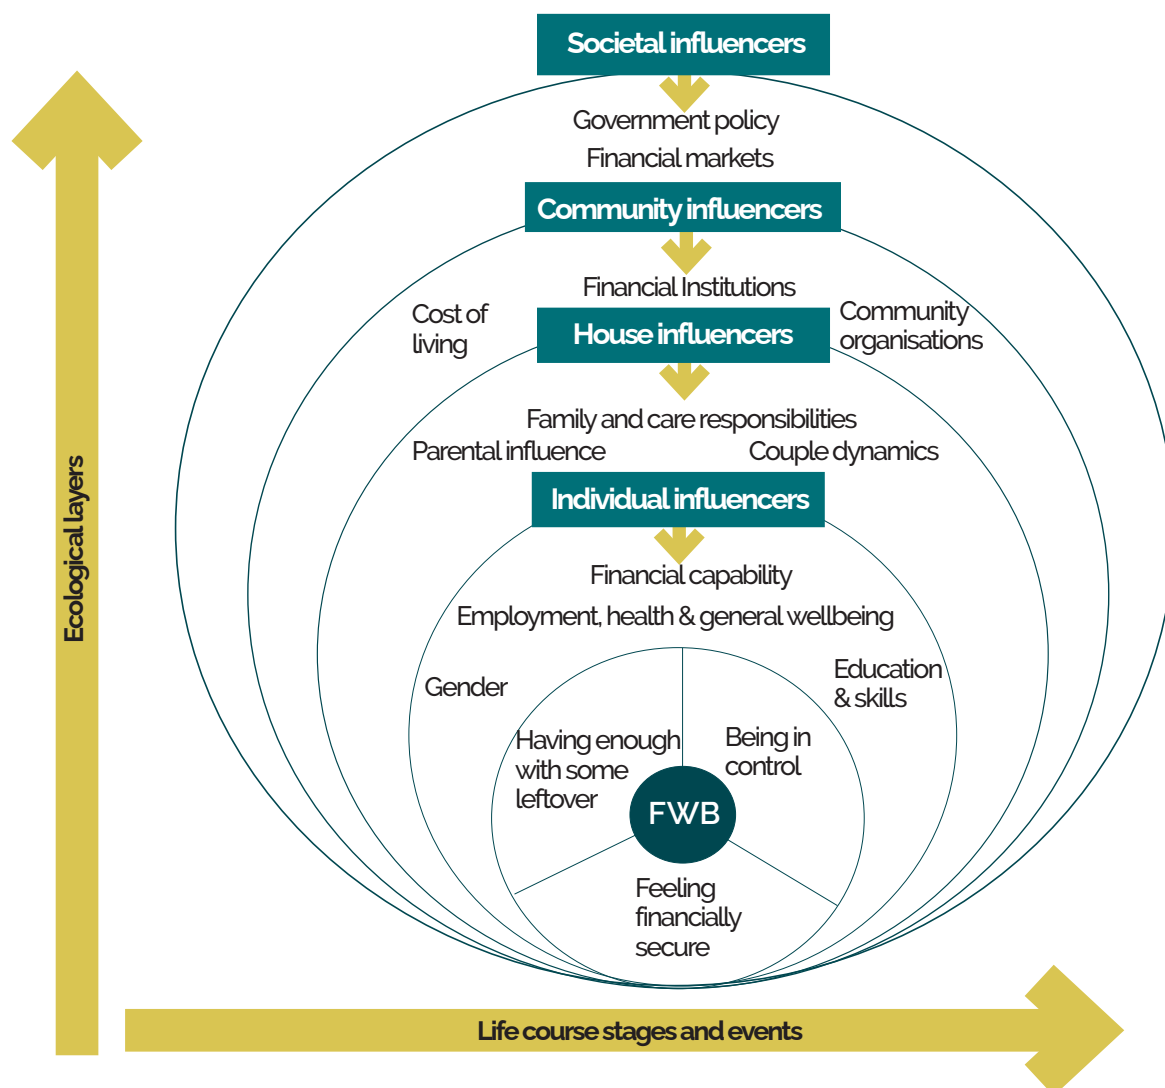 Societal influencers
Government policy
Financial markets
Community influencers
Financial Institutions
Cost of
living
Community
organisations
House influencers
Family and care responsibilities
Parental influence
Couple dynamics
Individual influencers
Financial capability
Employment, health & general wellbeing
Gender
Education
& skills
Having enough
with some
leftover
Being in
control
FWB
Feeling
financially
secure
Ecological layers
Life course stages and events